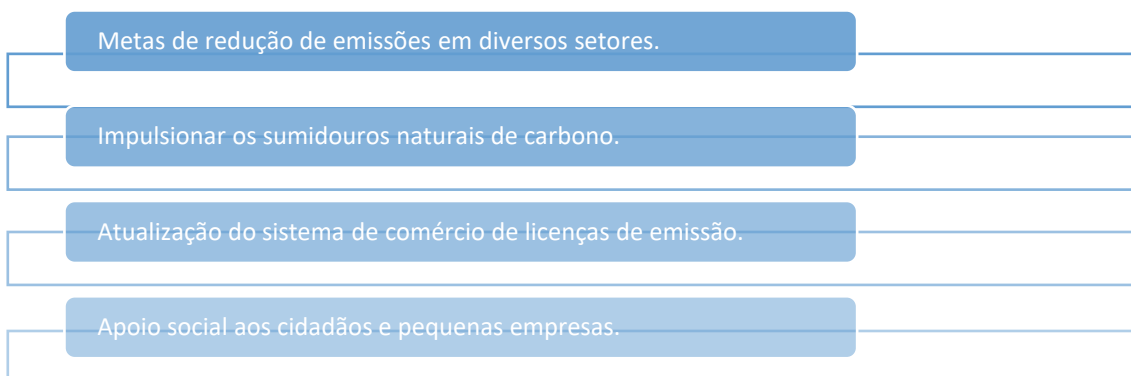 Metas de redução de emissões em diversos setores.
Impulsionar os sumidouros naturais de carbono.
Atualização do sistema de comércio de licenças de emissão.
Apoio social aos cidadãos e pequenas empresas.